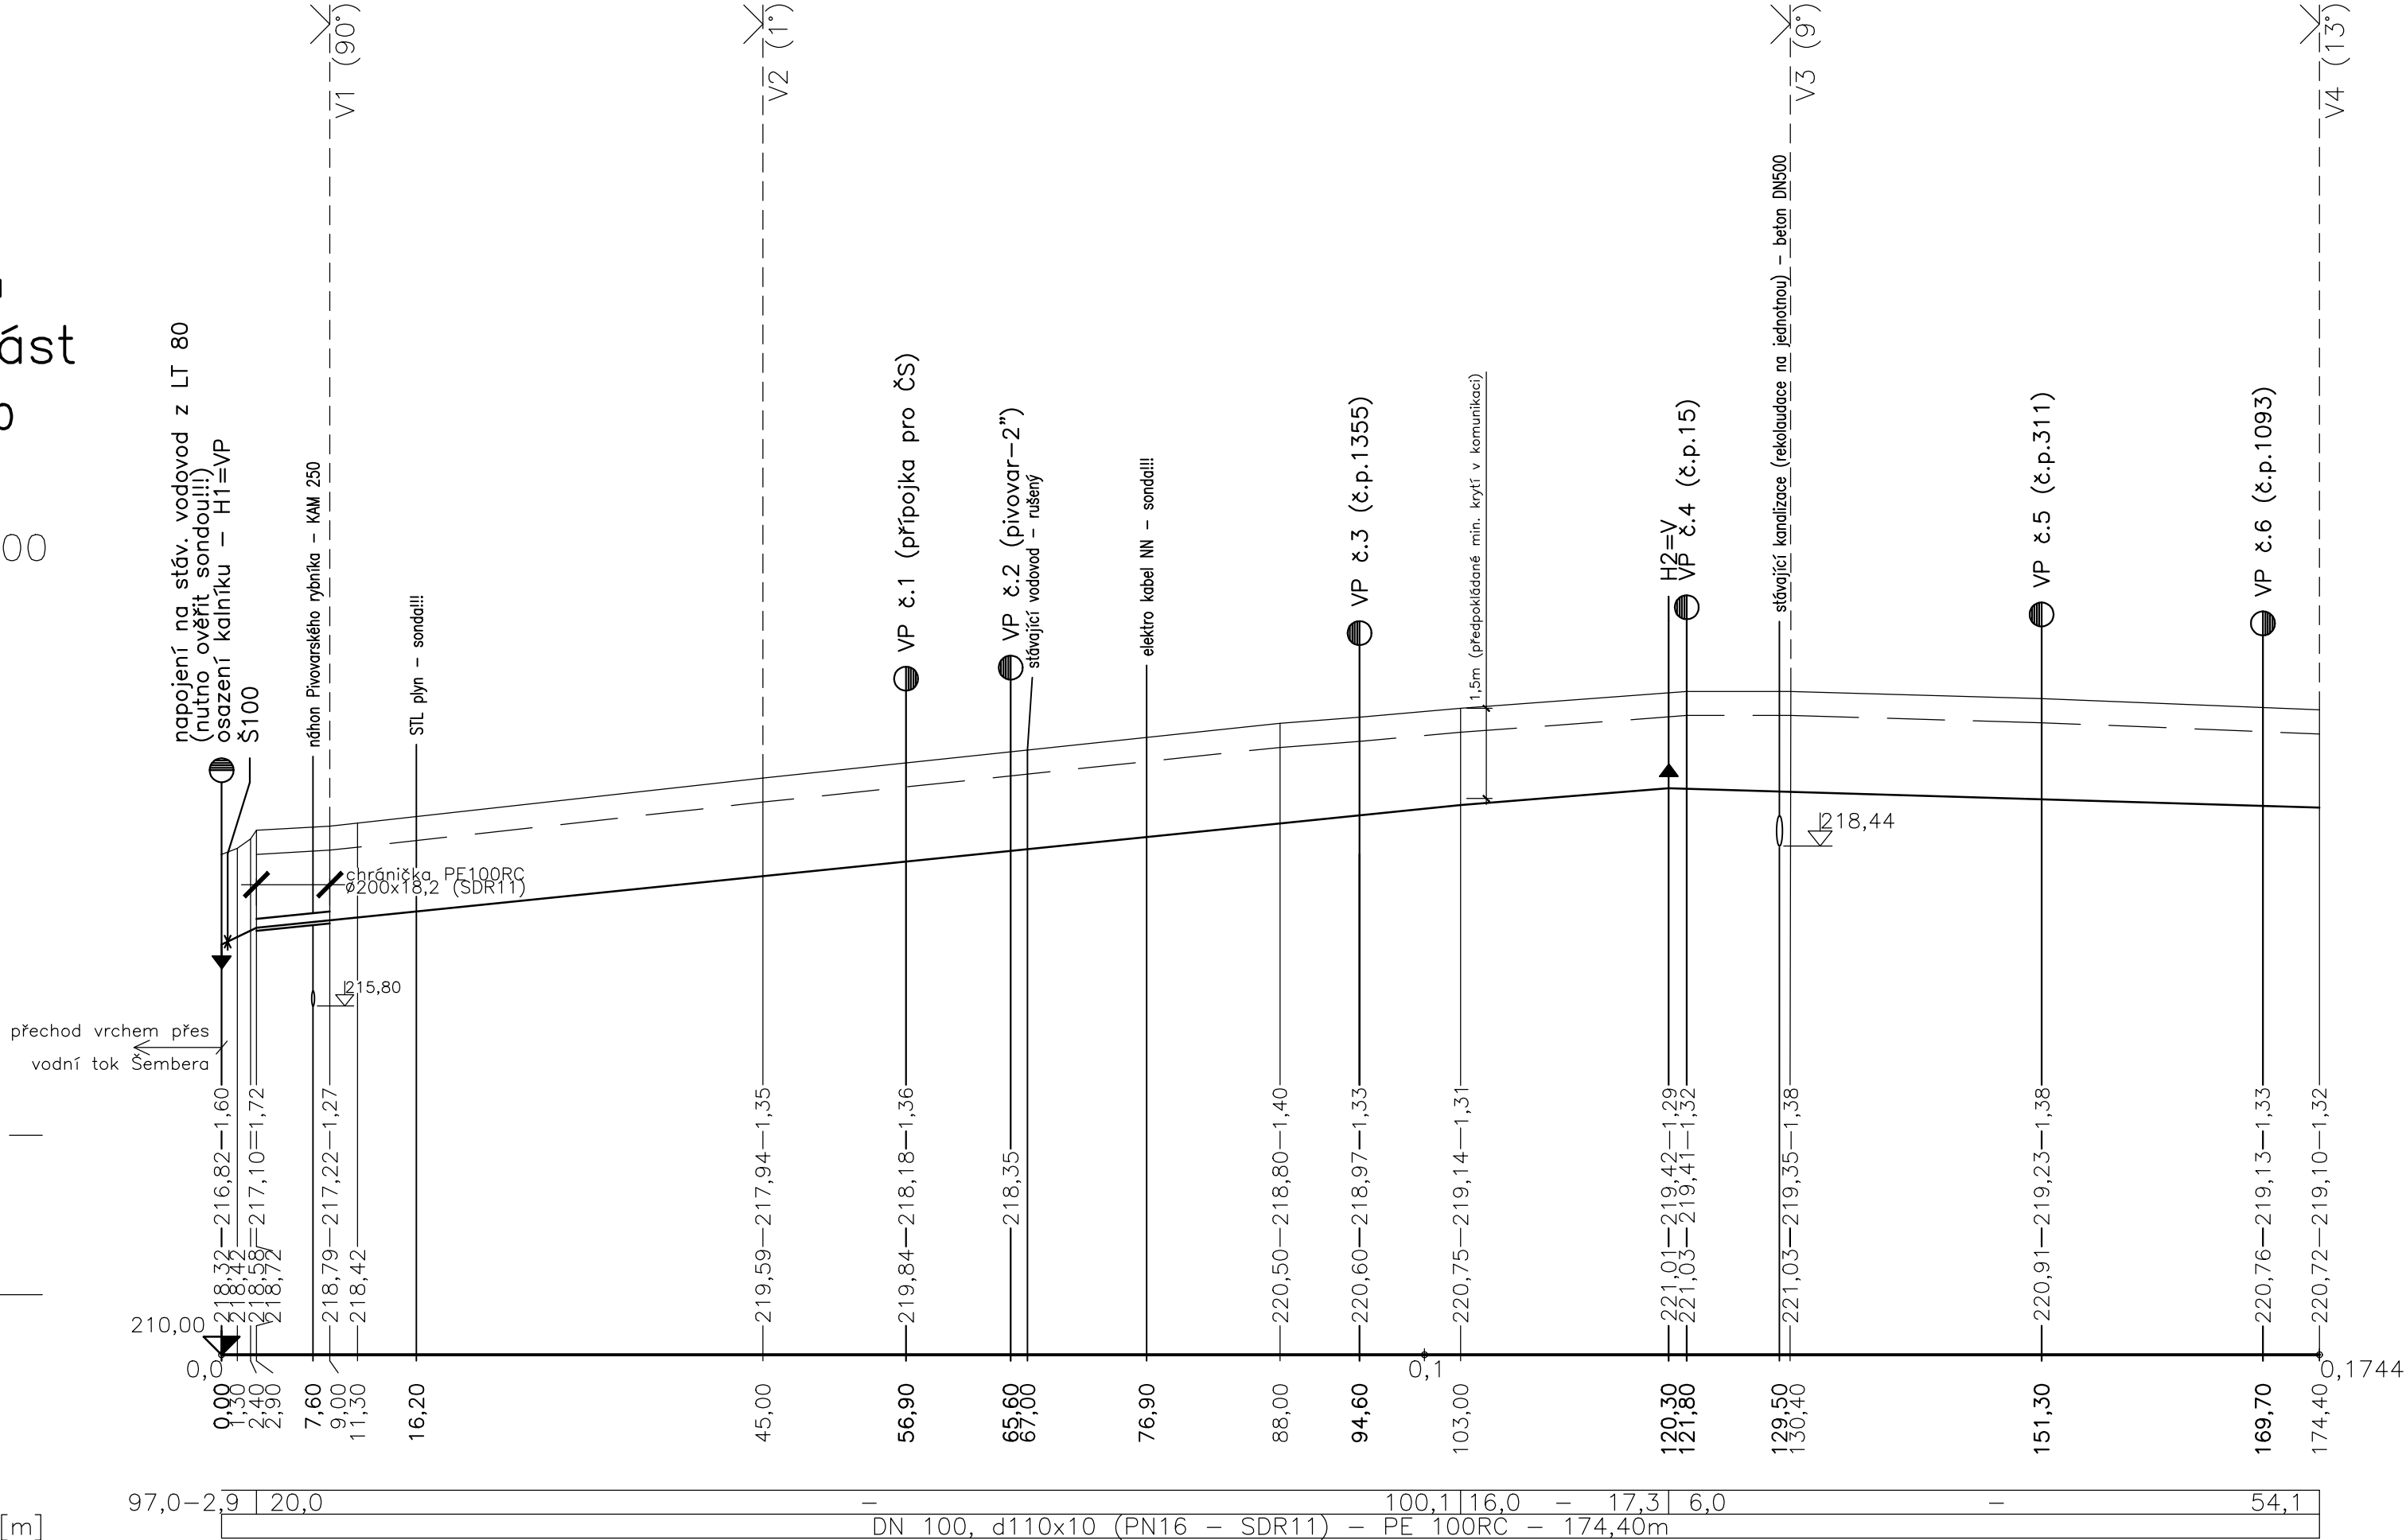 V1 (90°)
V2 (1°)
V3 (9°)
V4 (13°)
ást
00
napojení na stáv. vodovod z LT 80
(nutno ověřit sondou!!!)
osazení kalníku – H1=VP
Š100
náhon Pivovarského rybníka – KAM 250
STL plyn – sonda!!!
VP č.1 (přípojka pro ČS)
VP č.2 (pivovar–2")
stávající vodovod – rušený
elektro kabel NN – sonda!!!
VP č.3 (č.p.1355)
1,5m (předpokládané min. krytí v komunikaci)
H2=V
VP č.4 (č.p.15)
stávající kanalizace (rekolaudace na jednotnou) – beton DN500
VP č.5 (č.p.311)
VP č.6 (č.p.1093)
chránička PE100RC
ø200x18,2 (SDR11)
218,44
215,80
přechod vrchem přes
vodní tok Šembera
218,32–216,82–1,60
218,42
218,58–217,10–1,72
218,72
218,79–217,22–1,27
218,42
219,59–217,94–1,35
219,84–218,18–1,36
218,35
220,50–218,80–1,40
220,60–218,97–1,33
220,75–219,14–1,31
221,01–219,42–1,29
221,03–219,41–1,32
221,03–219,35–1,38
220,91–219,23–1,38
220,76–219,13–1,33
220,72–219,10–1,32
210,00
0,0
0,1
0,1744
0,00
1,30
2,40
2,90
7,60
9,00
11,30
16,20
45,00
56,90
65,60
67,00
76,90
88,00
94,60
103,00
120,30
121,80
129,50
130,40
151,30
169,70
174,40
97,0–2,9 20,0 – 100,1 16,0 – 17,3 6,0 – 54,1
[m]
DN 100, d110x10 (PN16 – SDR11) – PE 100RC – 174,40m